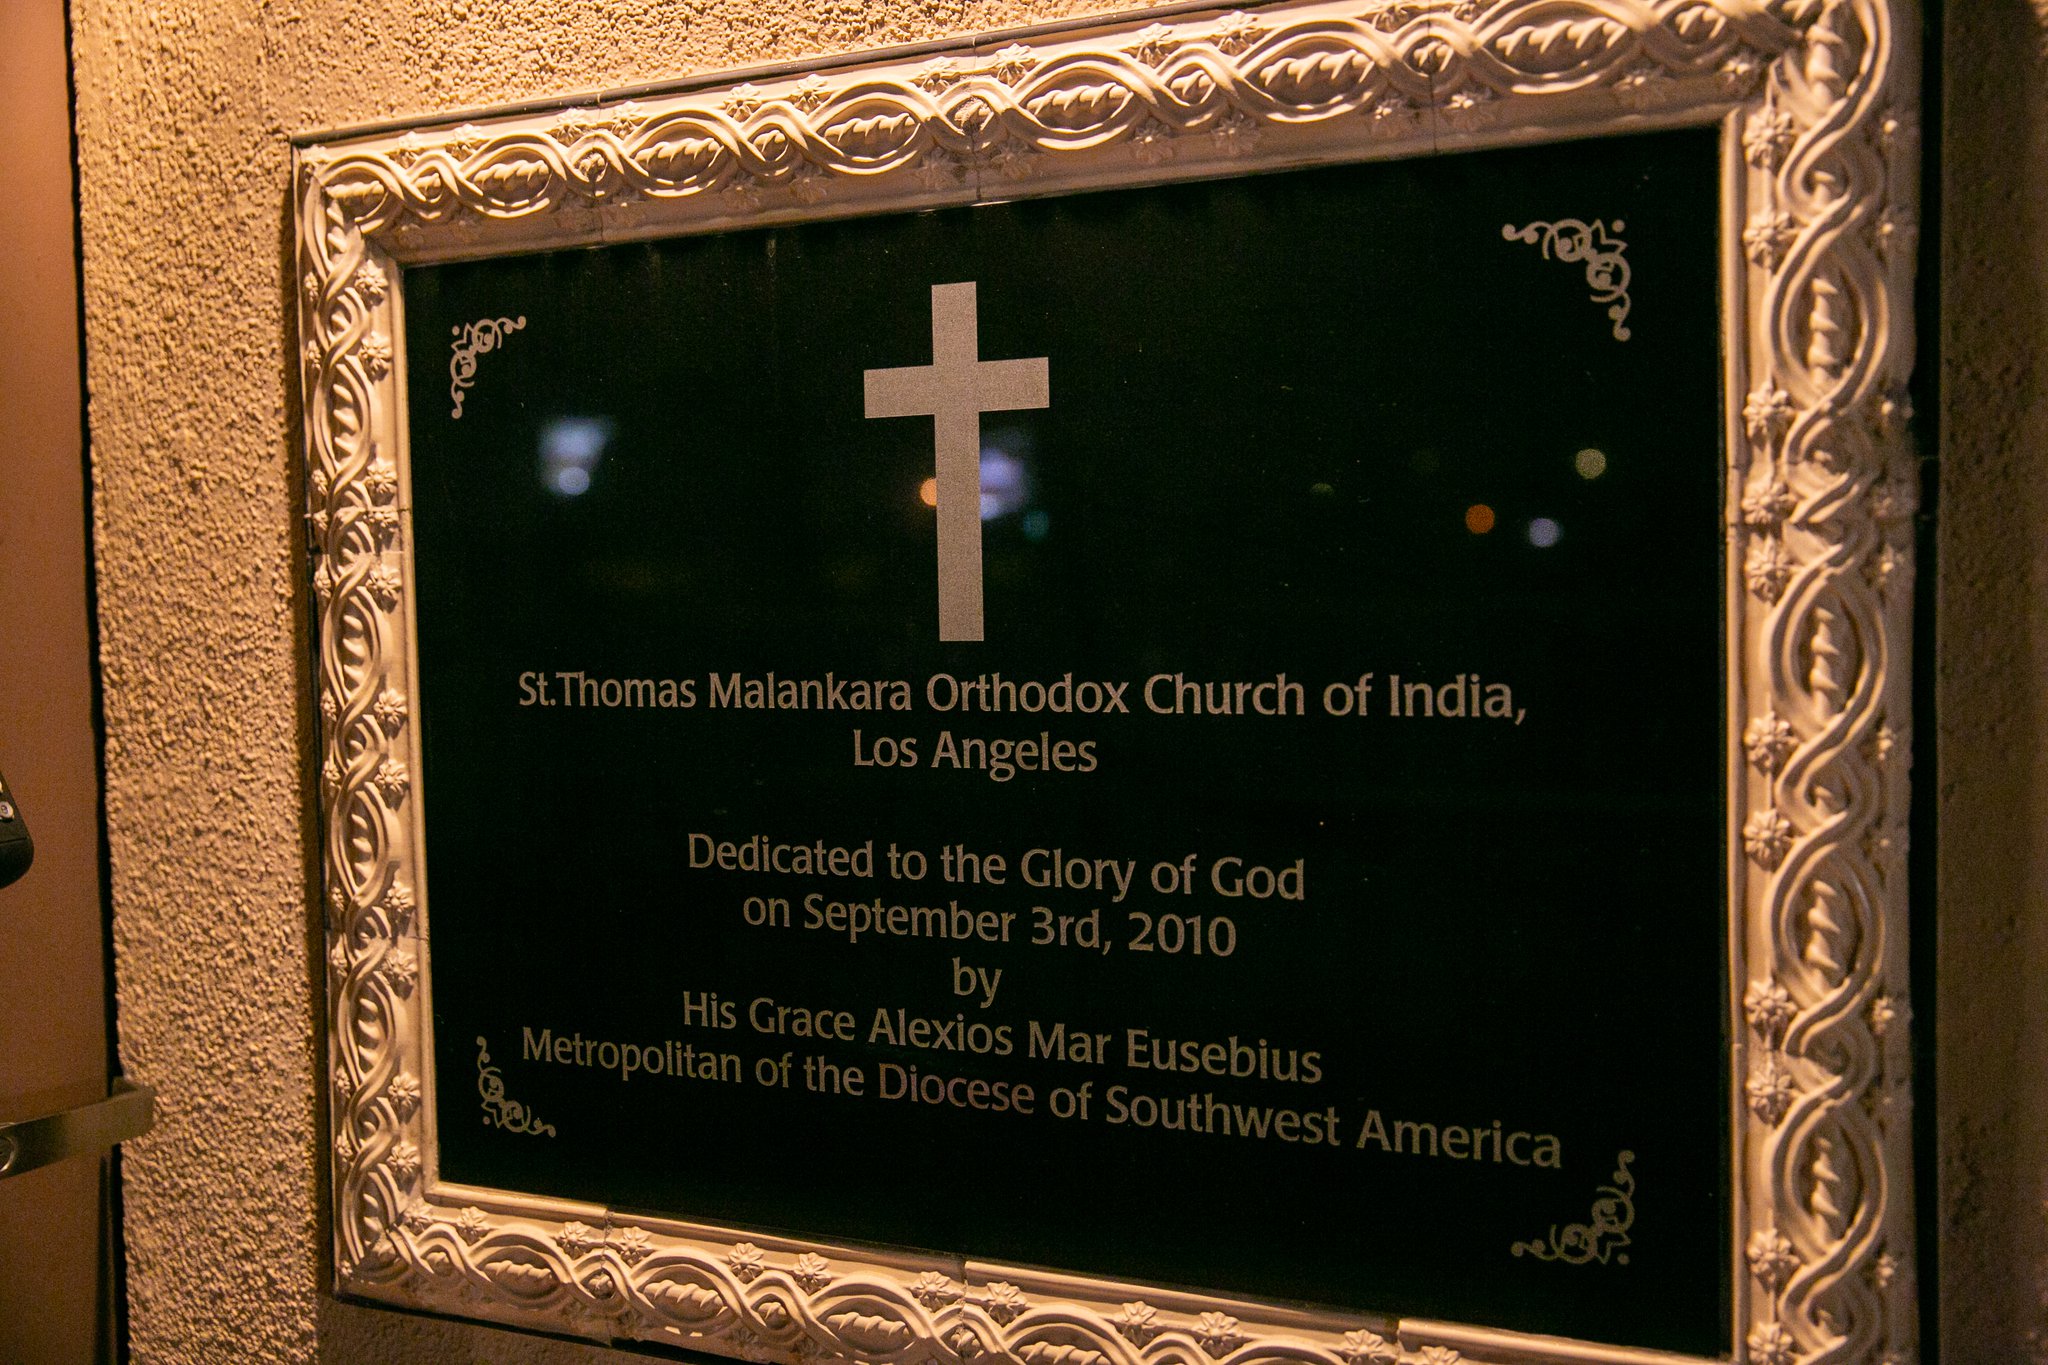 St.Thomas Malankara Orthodox Church of India,
Los Angeles
Dedicated to the Glory of God
on September 3rd, 2010
by
His Grace Alexios Mar Eusebius
Metropolitan of the Diocese of Southwest America